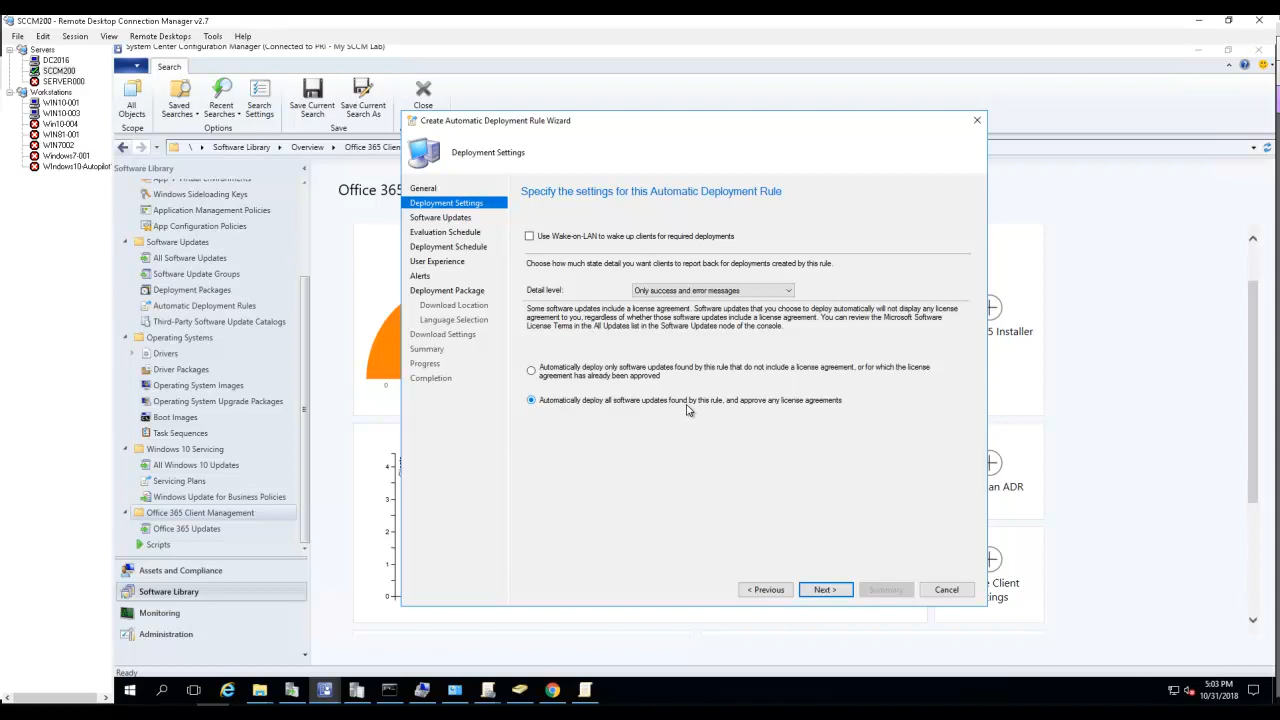 SCCM200 - Remote Desktop Connection Manager v2.7
File Edit Session View Remote Desktops Tools Help
Servers
DC2016
SCCM200
SERVER000
Workstations
WIN10-001
WIN10-003
Win10-004
WIN81-001
WIN7002
Windows7-001
WIndows10-Autopilot
System Center Configuration Manager (Connected to PRI - My SCCM Lab)
Search
All Objects
Saved Searches
Recent Searches
Search Settings
Save Current Search
Save Current Search As
Close
Scope
Options
Save
\ Software Library Overview Office 365 Clien
Software Library
Windows Sideloading Keys
Application Management Policies
App Configuration Policies
Software Updates
All Software Updates
Software Update Groups
Deployment Packages
Automatic Deployment Rules
Third-Party Software Update Catalogs
Operating Systems
Drivers
Driver Packages
Operating System Images
Operating System Upgrade Packages
Boot Images
Task Sequences
Windows 10 Servicing
All Windows 10 Updates
Servicing Plans
Windows Update for Business Policies
Office 365 Client Management
Office 365 Updates
Scripts
Assets and Compliance
Software Library
Monitoring
Administration
Ready
Office 365
0
4
3
2
1
0
5 Installer
an ADR
e Client
ings
Create Automatic Deployment Rule Wizard
Deployment Settings
General
Deployment Settings
Software Updates
Evaluation Schedule
Deployment Schedule
User Experience
Alerts
Deployment Package
Download Location
Language Selection
Download Settings
Summary
Progress
Completion
Specify the settings for this Automatic Deployment Rule
Use Wake-on-LAN to wake up clients for required deployments
Choose how much state detail you want clients to report back for deployments created by this rule.
Detail level: Only success and error messages
Some software updates include a license agreement. Software updates that you choose to deploy automatically will not display any license
agreement to you, regardless of whether those software updates include a license agreement. You can review the Microsoft Software
License Terms in the All Updates list in the Software Updates node of the console.
Automatically deploy only software updates found by this rule that do not include a license agreement, or for which the license
agreement has already been approved
Automatically deploy all software updates found by this rule, and approve any license agreements
< Previous Next > Summary Cancel
5:03 PM
10/31/2018